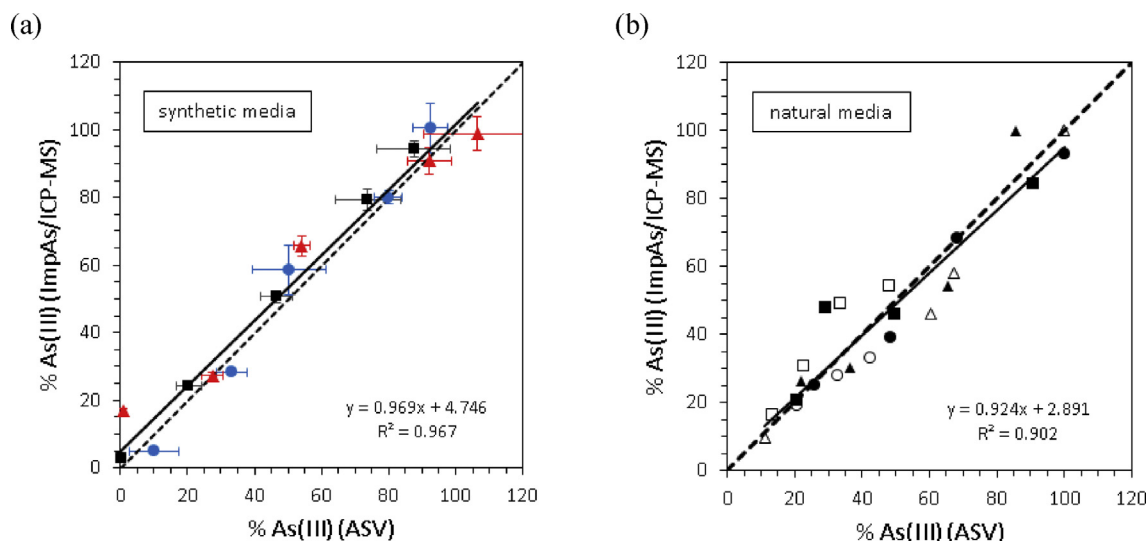 (a)
% As(III) (ImpAs/ICP-MS)
120
100
80
60
40
20
0
synthetic media
y = 0.969x + 4.746
R² = 0.967
0 20 40 60 80 100 120
% As(III) (ASV)
(b)
% As(III) (ImpAs/ICP-MS)
120
100
80
60
40
20
0
natural media
y = 0.924x + 2.891
R² = 0.902
0 20 40 60 80 100 120
% As(III) (ASV)